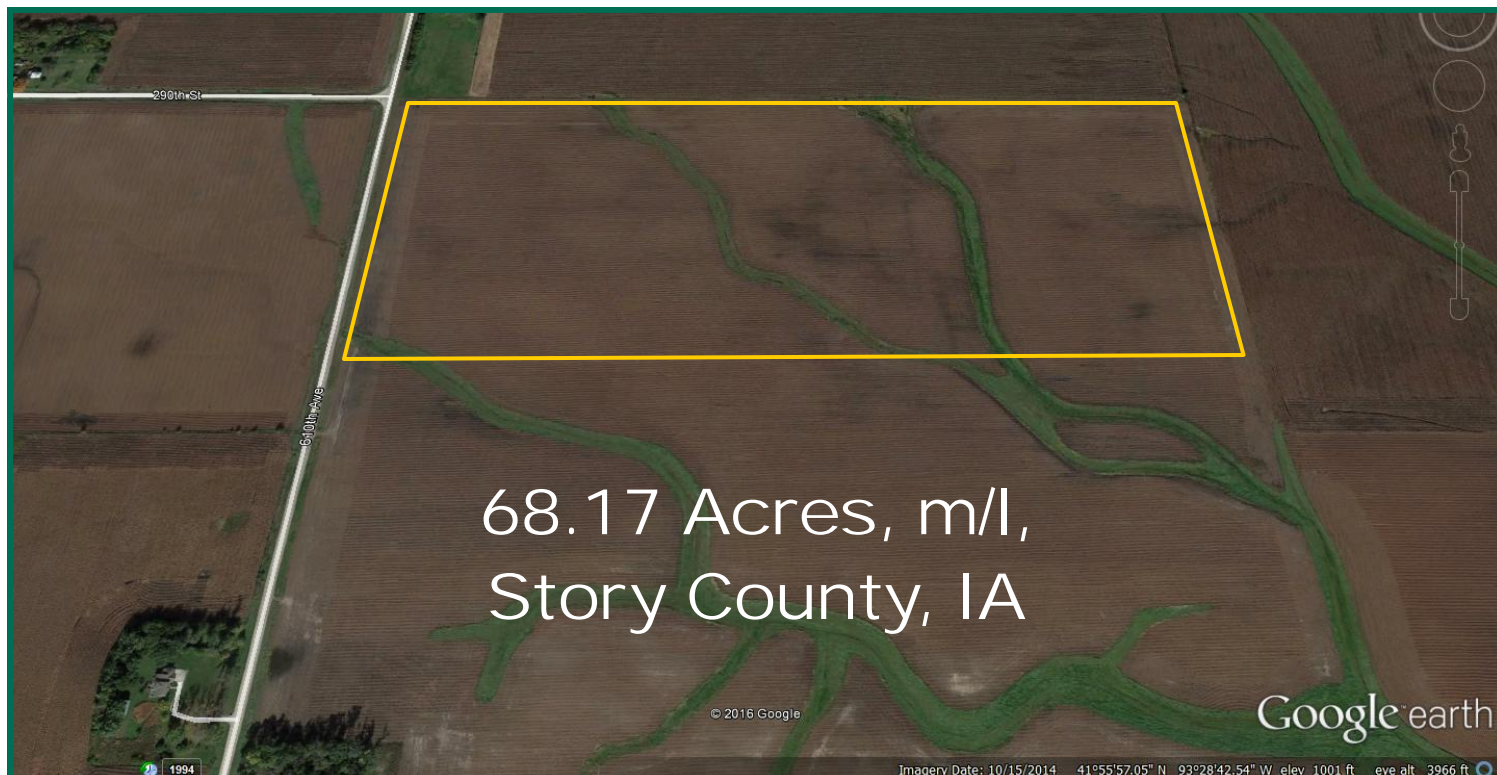 290th St
610th Ave
68.17 Acres, m/l,
Story County, IA
© 2016 Google
Google earth
1994
Imagery Date: 10/15/2014 41°55'57.05" N 93°28'42.54" W elev 1001 ft eye alt 3966 ft